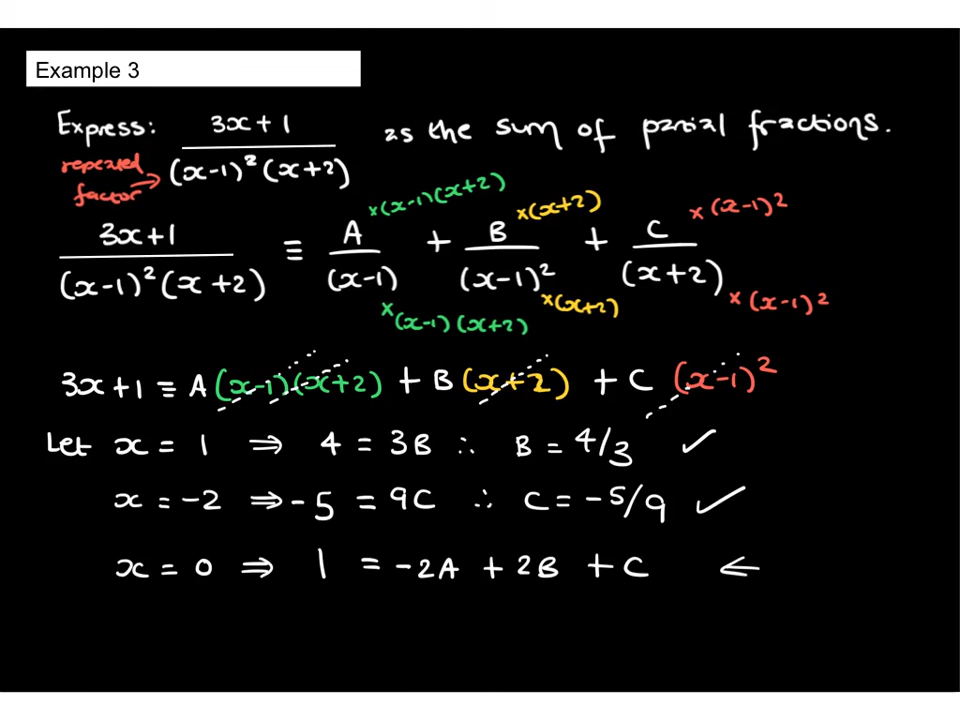 Example 3
Express: 3x+1 / (x-1)² (x+2) as the sum of partial fractions.
repeated factor →
3x+1 / (x-1)² (x+2) ≡ A / (x-1) + B / (x-1)² + C / (x+2)
×(x-1)(x+2) ×(x+2) ×(x-1)²
×(x-1)(x+2) ×(x+2) ×(x-1)²
3x+1 ≡ A(x-1)(x+2) + B(x+2) + C(x-1)²
Let x = 1 ⇒ 4 = 3B ∴ B = 4/3 ✓
x = -2 ⇒ -5 = 9C ∴ C = -5/9 ✓
x = 0 ⇒ 1 = -2A + 2B + C ⇐